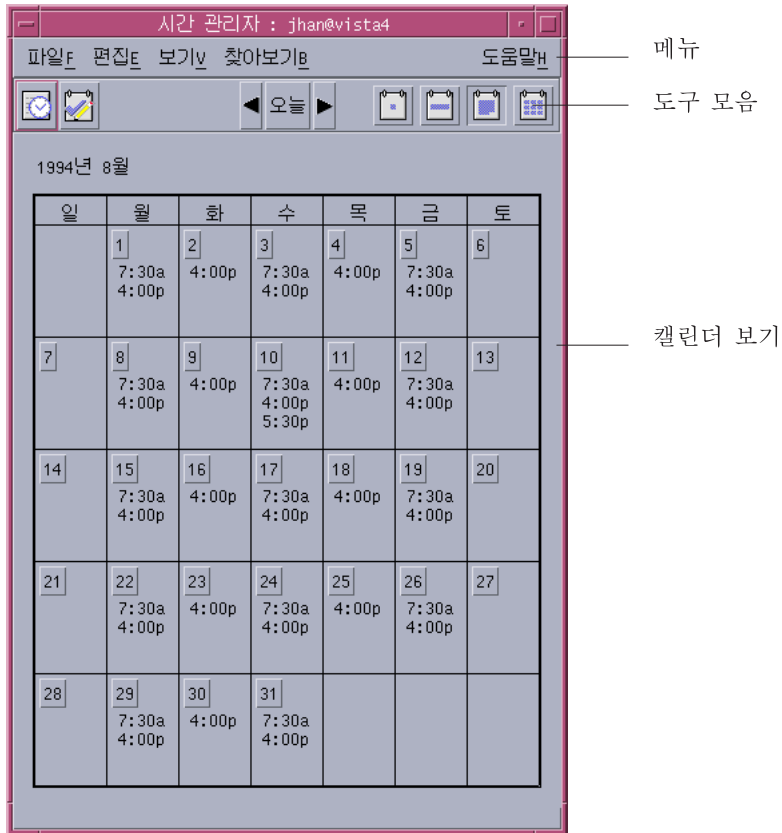 시간 관리자 : jhan@vista4
파일F 편집E 보기V 찾아보기B 도움말H 메뉴
오늘 도구 모음
1994년 8월
일 월 화 수 목 금 토
1 2 3 4 5 6
7:30a 4:00p 7:30a 4:00p 7:30a
4:00p 4:00p 4:00p
캘린더 보기
7 8 9 10 11 12 13
7:30a 4:00p 7:30a 4:00p 7:30a
4:00p 4:00p 4:00p
5:30p
14 15 16 17 18 19 20
7:30a 4:00p 7:30a 4:00p 7:30a
4:00p 4:00p 4:00p
21 22 23 24 25 26 27
7:30a 4:00p 7:30a 4:00p 7:30a
4:00p 4:00p 4:00p
28 29 30 31
7:30a 4:00p 7:30a
4:00p 4:00p